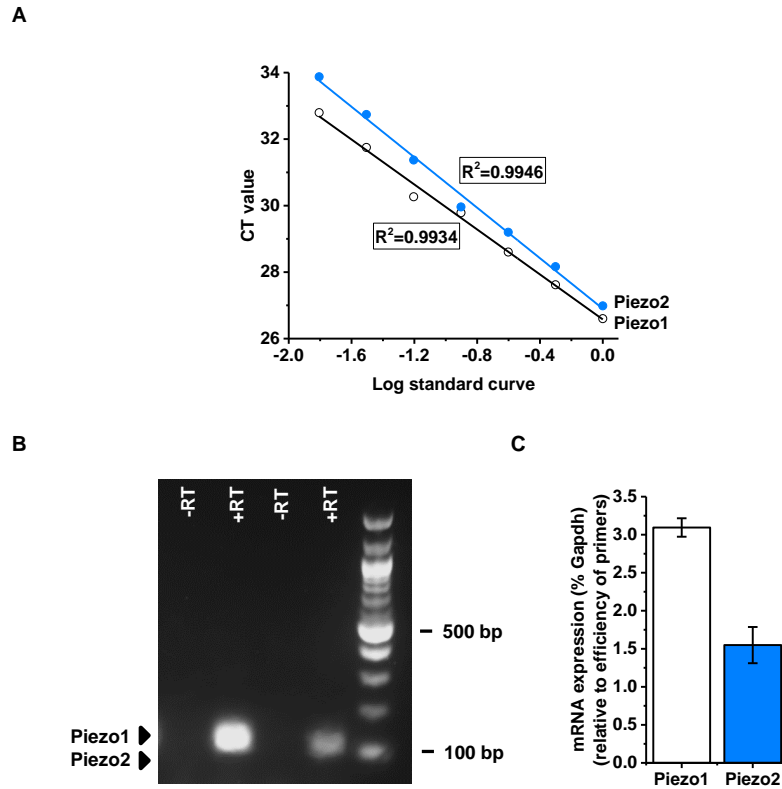 A
34
32
30
28
26
CT value
R²=0.9946
R²=0.9934
Piezo2
Piezo1
-2.0 -1.6 -1.2 -0.8 -0.4 0.0
Log standard curve
B
-RT +RT -RT +RT
500 bp
100 bp
Piezo1
Piezo2
C
mRNA expression (% Gapdh)
(relative to efficiency of primers)
3.5
3.0
2.5
2.0
1.5
1.0
0.5
0.0
Piezo1 Piezo2